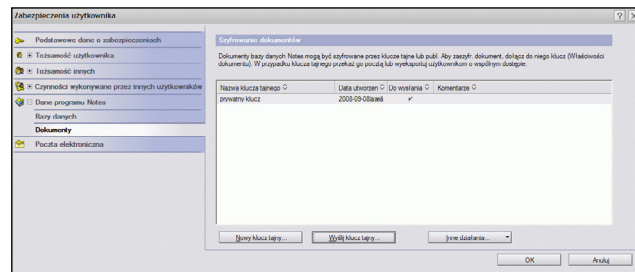 Zabezpieczenia użytkownika
Podstawowe dane o zabezpieczeniach
Tożsamość użytkownika
Tożsamość innych
Czynności wykonywane przez innych użytkowników
Dane programu Notes
Bazy danych
Dokumenty
Poczta elektroniczna
Szyfrowanie dokumentów
Dokumenty bazy danych Notes mogą być szyfrowane przez klucze tajne lub publ. Aby zaszyfr. dokument, dołącz do niego klucz (Właściwości
dokumentu). W przypadku klucza tajnego przekaż go pocztą lub wyeksportuj użytkownikom o wspólnym dostępie.
Nazwa klucza tajnego Data utworzen Do wysłania Komentarze
prywatny klucz 2008-09-08
Nowy klucz tajny... Wyślij klucz tajny... Inne działania...
OK Anuluj